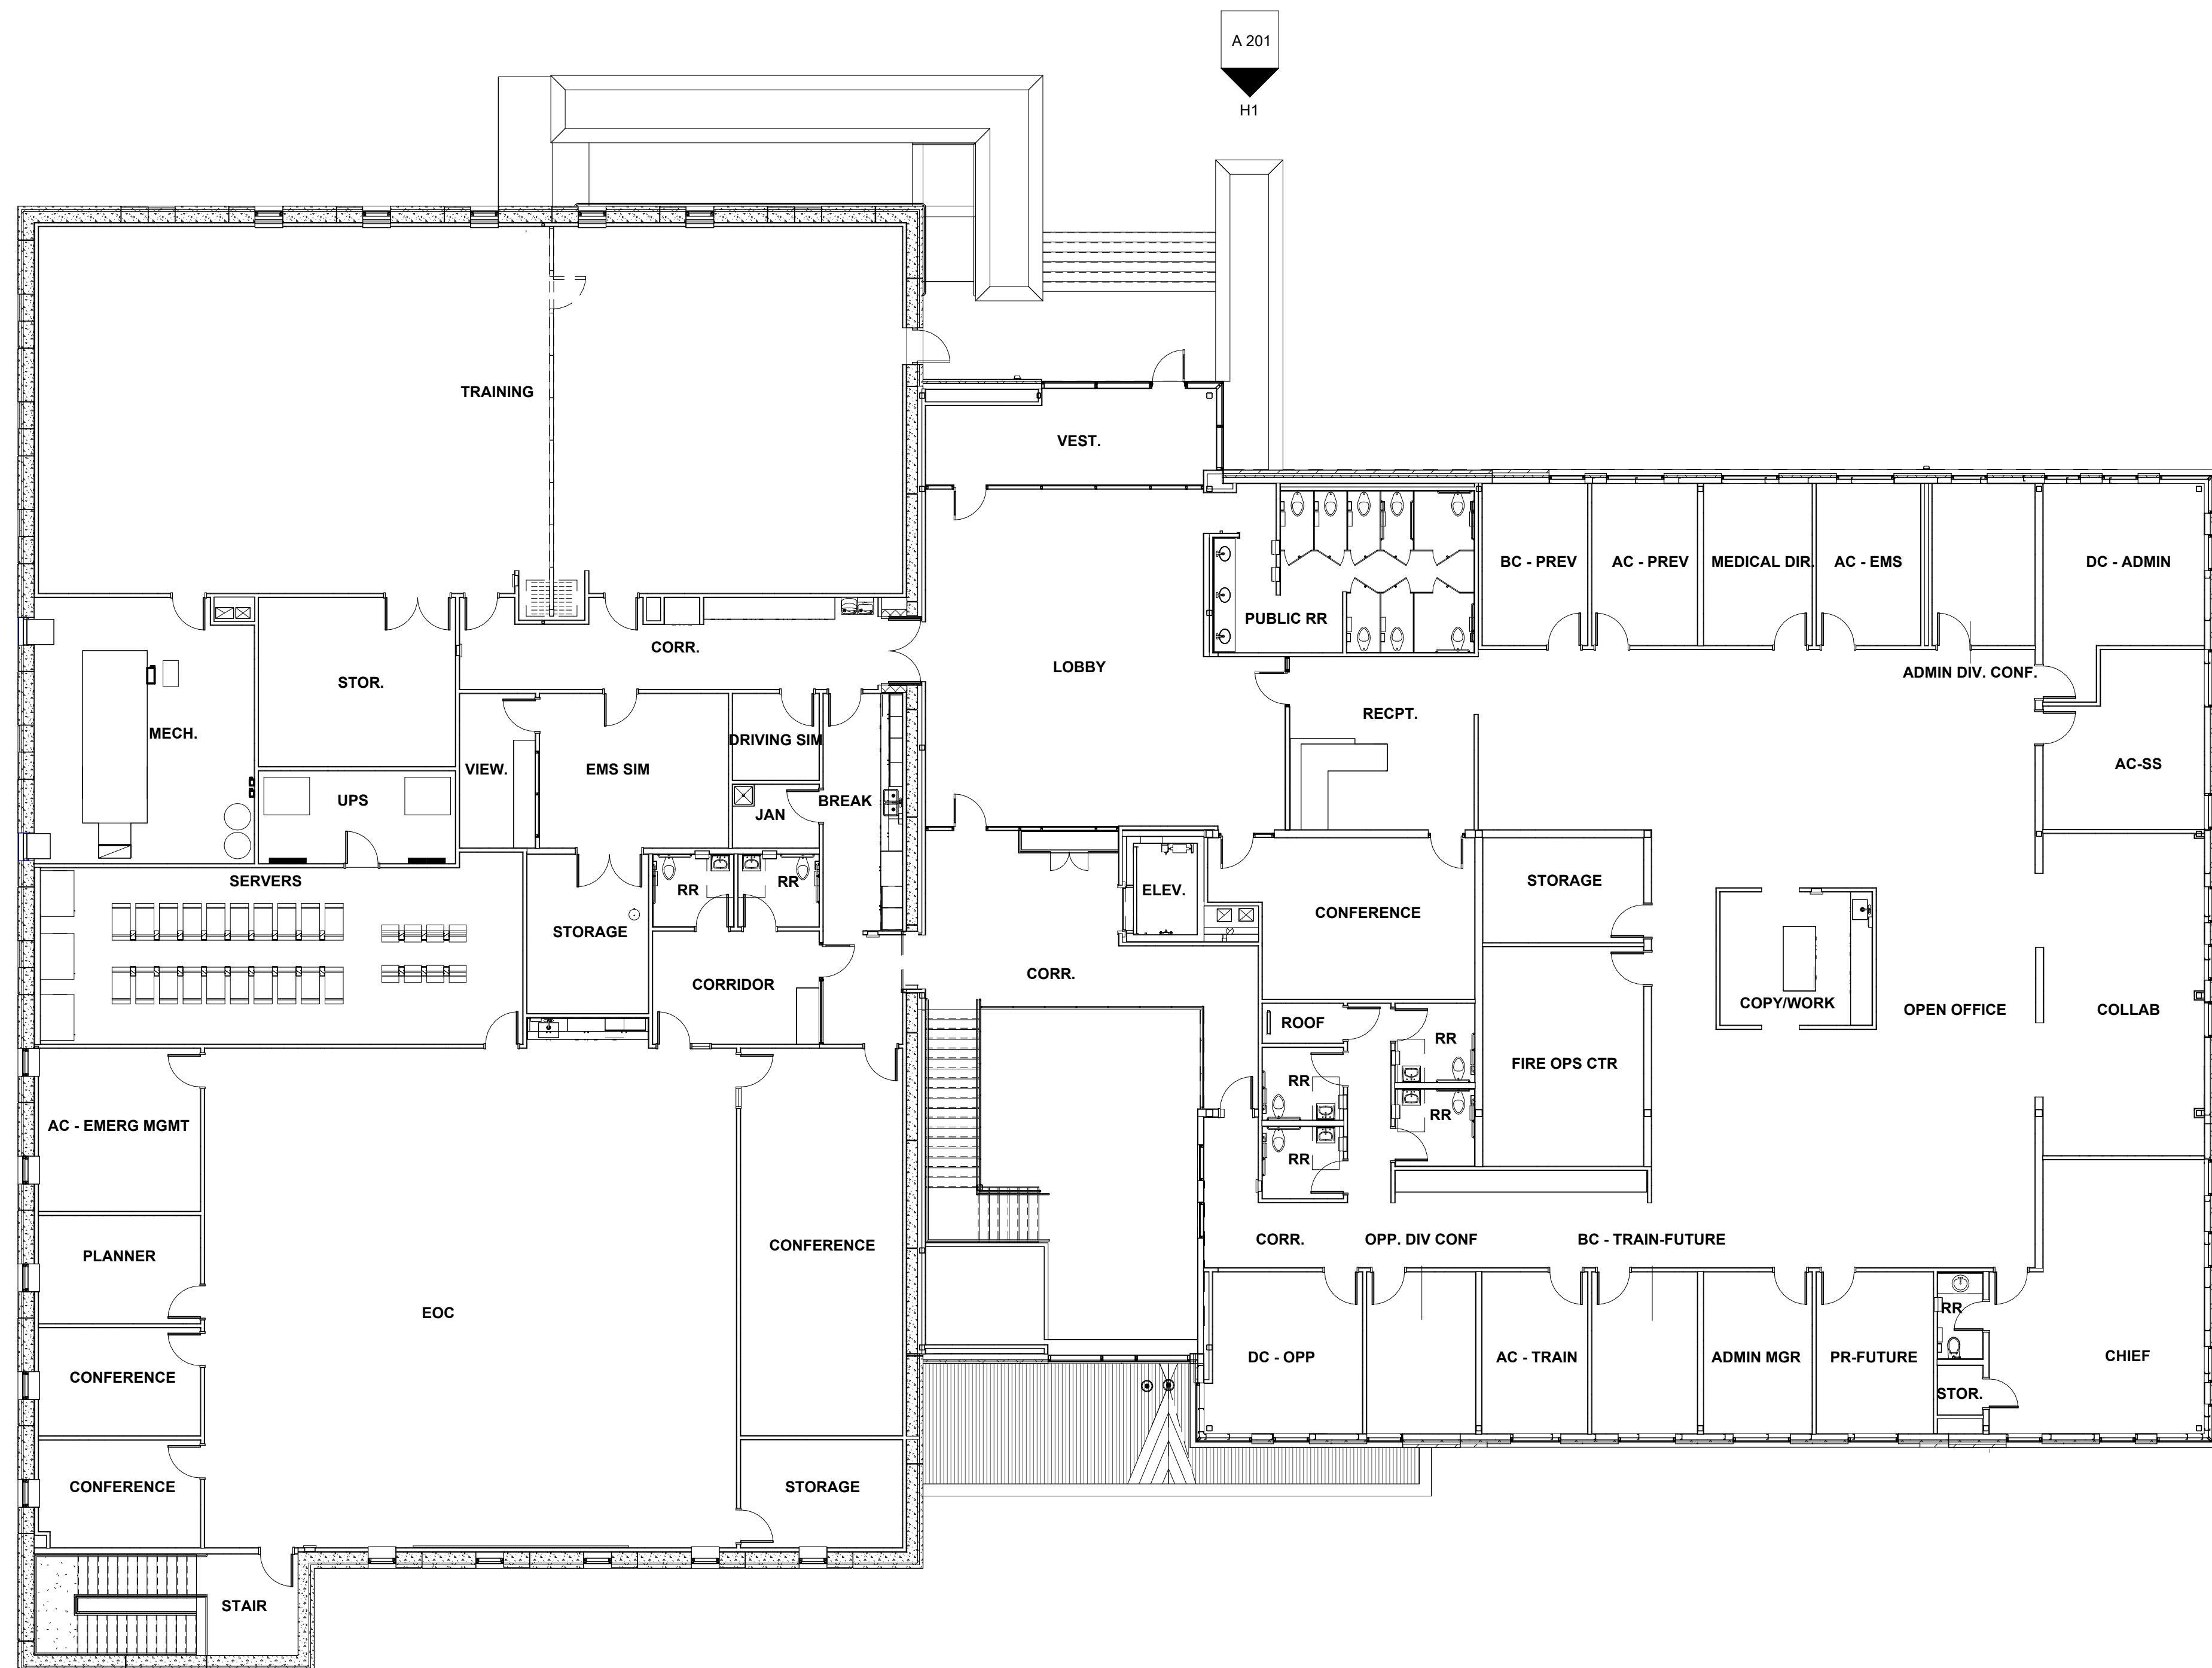 A 201
H1
TRAINING
VEST.
BC - PREV
AC - PREV
MEDICAL DIR.
AC - EMS
DC - ADMIN
PUBLIC RR
CORR.
LOBBY
ADMIN DIV. CONF.
STOR.
RECPT.
MECH.
DRIVING SIM
VIEW.
EMS SIM
AC-SS
UPS
BREAK
JAN
SERVERS
RR
RR
ELEV.
STORAGE
CONFERENCE
STORAGE
CORR.
CORRIDOR
COPY/WORK
OPEN OFFICE
COLLAB
ROOF
RR
FIRE OPS CTR
RR
RR
AC - EMERG MGMT
RR
CORR.
OPP. DIV CONF
BC - TRAIN-FUTURE
CONFERENCE
PLANNER
EOC
RR
DC - OPP
AC - TRAIN
ADMIN MGR
PR-FUTURE
CHIEF
CONFERENCE
STOR.
CONFERENCE
STORAGE
STAIR